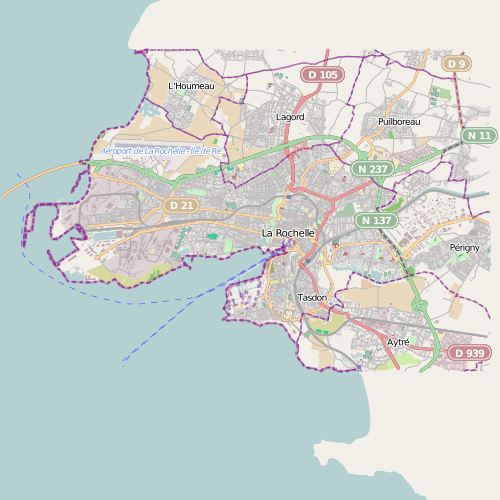 D 9
D 105
L'Houmeau
Lagord
Puilboreau
N 11
Aéroport de La Rochelle-Ile de Ré
N 237
D 21
N 137
La Rochelle
Périgny
Tasdon
Aytré
D 939